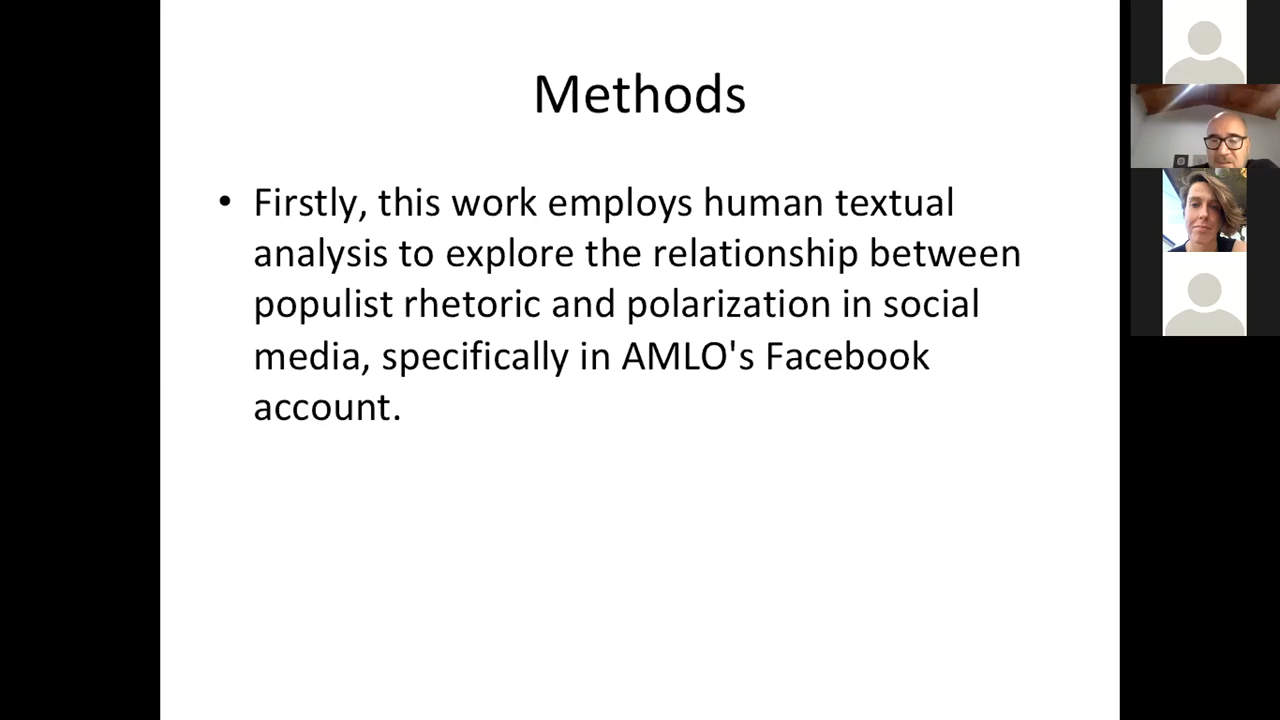 Methods
• Firstly, this work employs human textual
analysis to explore the relationship between
populist rhetoric and polarization in social
media, specifically in AMLO's Facebook
account.